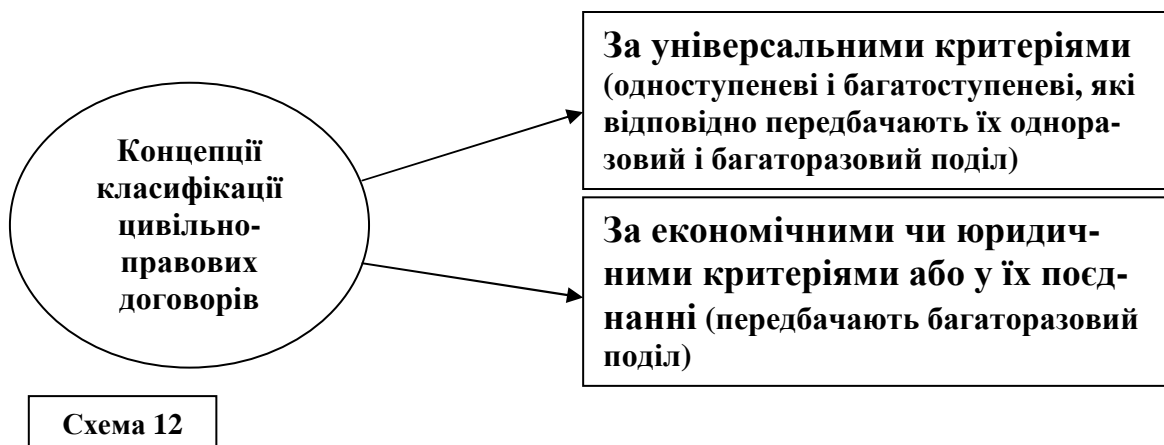 Концепції
класифікації
цивільно-
правових
договорів
За універсальними критеріями
(одноступеневі і багатоступеневі, які
відповідно передбачають їх однора-
зовий і багаторазовий поділ)
За економічними чи юридич-
ними критеріями або у їх поєд-
нанні (передбачають багаторазовий
поділ)
Схема 12